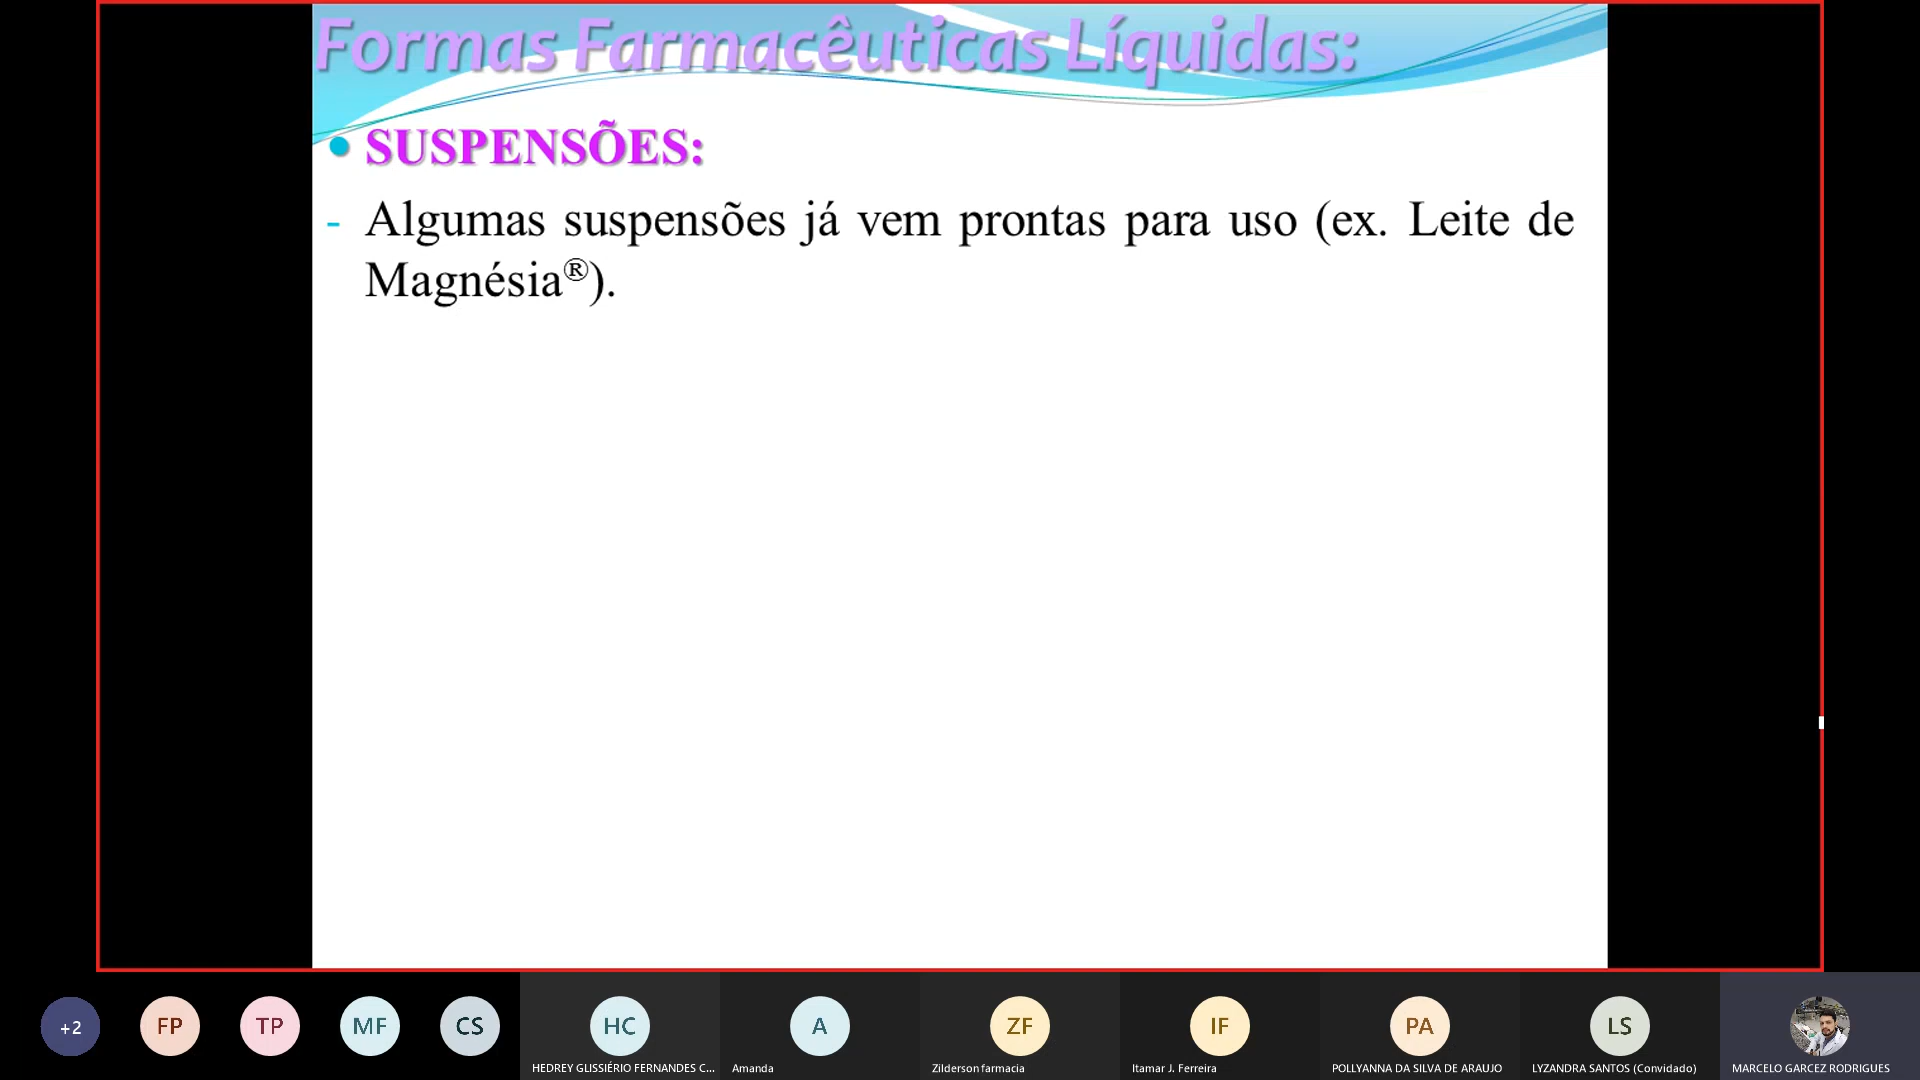 Formas Farmacêuticas Líquidas:
• SUSPENSÕES:
- Algumas suspensões já vem prontas para uso (ex. Leite de
Magnésia®).
+2
FP
TP
MF
CS
HC
A
ZF
IF
PA
LS
HEDREY GLISSIÉRIO FERNANDES C...
Amanda
Zilderson farmacia
Itamar J. Ferreira
POLLYANNA DA SILVA DE ARAUJO
LYZANDRA SANTOS (Convidado)
MARCELO GARCEZ RODRIGUES